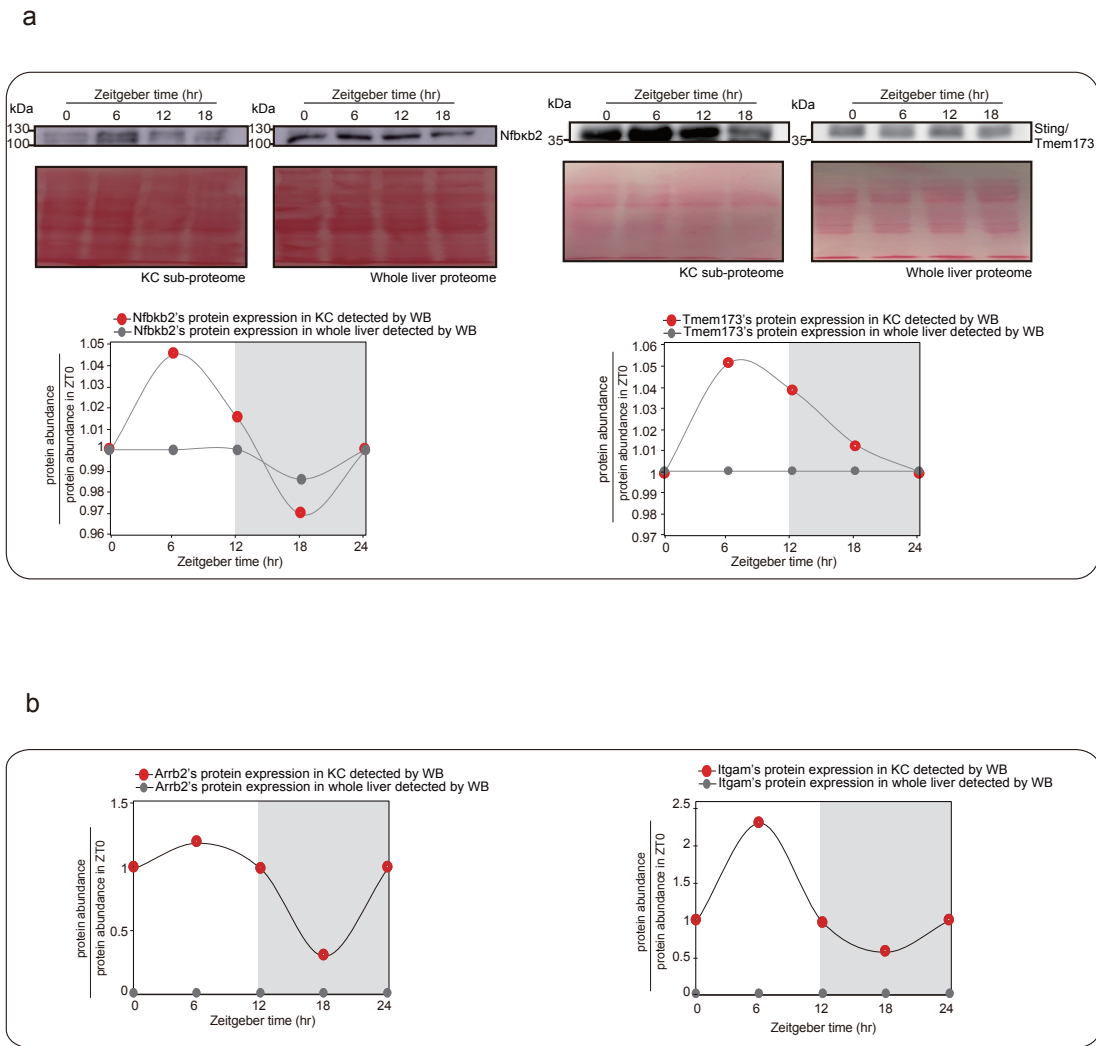 a
Zeitgeber time (hr)
kDa
0 6 12 18
130
100
Zeitgeber time (hr)
kDa
0 6 12 18
130
100
Nfbkb2
Zeitgeber time (hr)
kDa
0 6 12 18
35
Zeitgeber time (hr)
kDa
0 6 12 18
35
Sting/
Tmem173
KC sub-proteome
Whole liver proteome
KC sub-proteome
Whole liver proteome
Nfbkb2's protein expression in KC detected by WB
Nfbkb2's protein expression in whole liver detected by WB
1.05
1.04
1.02
1
0.99
0.98
0.97
0.96
protein abundance
protein abundance in ZT0
0 6 12 18 24
Zeitgeber time (hr)
Tmem173's protein expression in KC detected by WB
Tmem173's protein expression in whole liver detected by WB
1.06
1.05
1.04
1.02
1.01
1
0.99
0.98
0.97
protein abundance
protein abundance in ZT0
0 6 12 18 24
Zeitgeber time (hr)
b
Arrb2's protein expression in KC detected by WB
Arrb2's protein expression in whole liver detected by WB
1.5
1
0.5
0
protein abundance
protein abundance in ZT0
0 6 12 18 24
Zeitgeber time (hr)
Itgam's protein expression in KC detected by WB
Itgam's protein expression in whole liver detected by WB
2.5
2
1.5
1
0.5
0
protein abundance
protein abundance in ZT0
0 6 12 18 24
Zeitgeber time (hr)